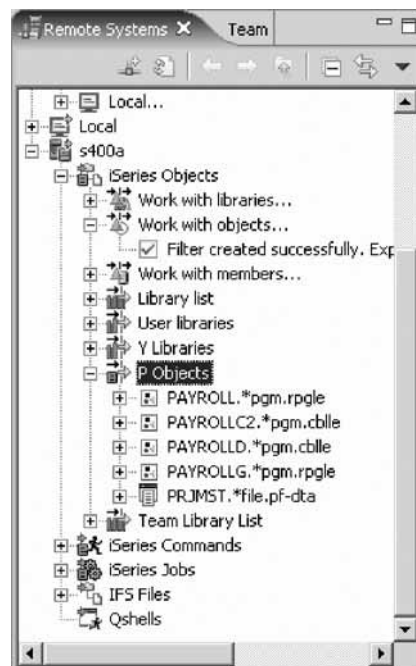 Remote Systems Team
Local...
Local
s400a
iSeries Objects
Work with libraries...
Work with objects...
Filter created successfully. Exp
Work with members...
Library list
User libraries
Y Libraries
P Objects
PAYROLL.*pgm.rpgle
PAYROLLC2.*pgm.cblle
PAYROLLD.*pgm.cblle
PAYROLLG.*pgm.rpgle
PRJMST.*file.pf-dta
Team Library List
iSeries Commands
iSeries Jobs
IFS Files
Qshells